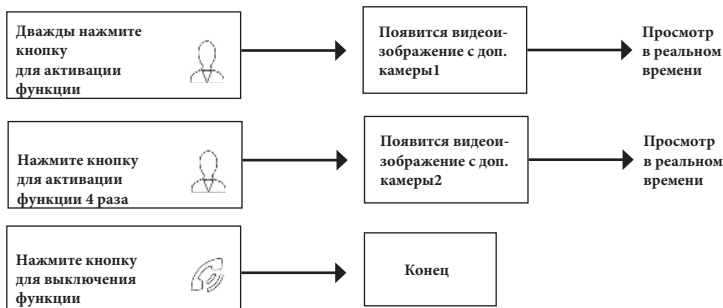 Дважды нажмите
кнопку
для активации
функции
Появится видеои-
зображение с доп.
камеры1
Просмотр
в реальном
времени
Нажмите кнопку
для активации
функции 4 раза
Появится видеои-
зображение с доп.
камеры2
Просмотр
в реальном
времени
Нажмите кнопку
для выключения
функции
Конец